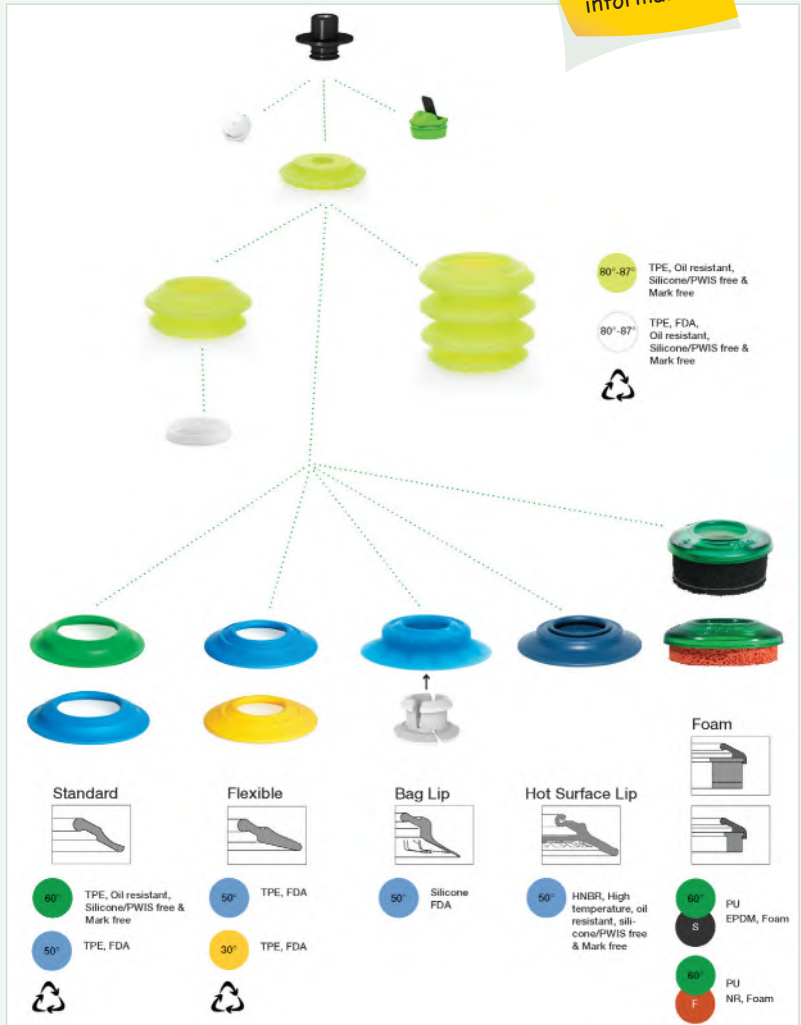 80°-87°
TPE, Oil resistant,
Silicone/PWIS free &
Mark free
80°-87°
TPE, FDA,
Oil resistant,
Silicone/PWIS free &
Mark free
Standard
Flexible
Bag Lip
Hot Surface Lip
Foam
60°
TPE, Oil resistant,
Silicone/PWIS free &
Mark free
50°
TPE, FDA
50°
TPE, FDA
30°
TPE, FDA
50°
Silicone
FDA
50°
HNBR, High
temperature, oil
resistant, sili-
cone/PWIS free
& Mark free
60°
S
PU
EPDM, Foam
60°
F
PU
NR, Foam